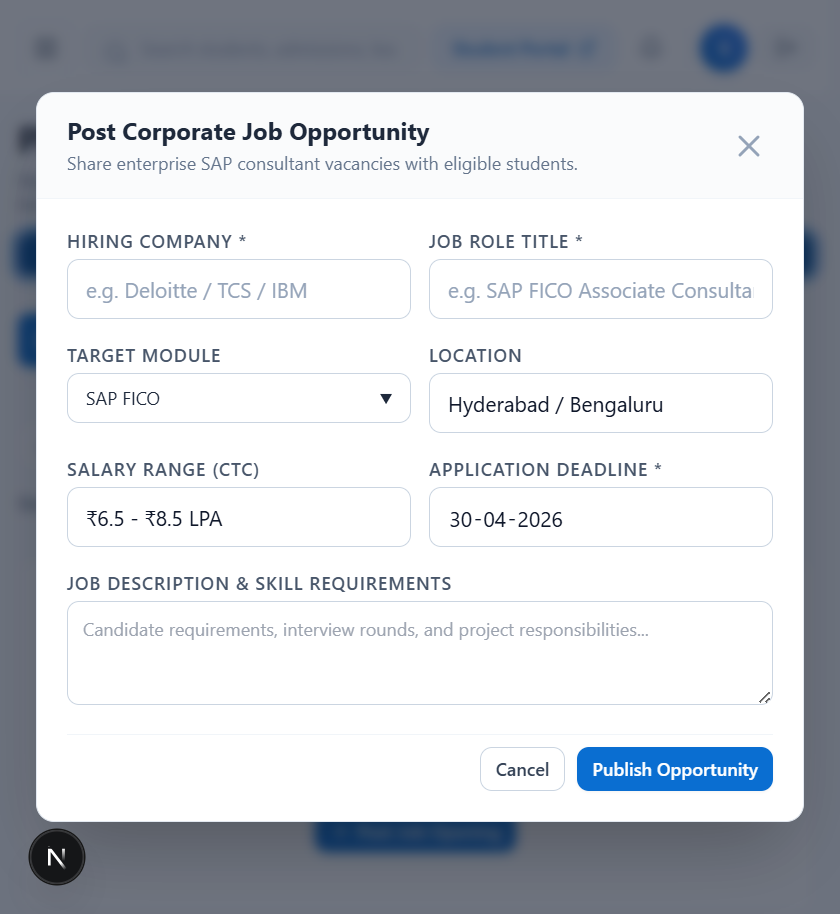 Post Corporate Job Opportunity
Share enterprise SAP consultant vacancies with eligible students.
HIRING COMPANY *
JOB ROLE TITLE *
e.g. Deloitte / TCS / IBM
e.g. SAP FICO Associate Consulta
TARGET MODULE
LOCATION
SAP FICO
Hyderabad / Bengaluru
SALARY RANGE (CTC)
APPLICATION DEADLINE *
₹6.5 - ₹8.5 LPA
30-04-2026
JOB DESCRIPTION & SKILL REQUIREMENTS
Candidate requirements, interview rounds, and project responsibilities...
Cancel
Publish Opportunity
N